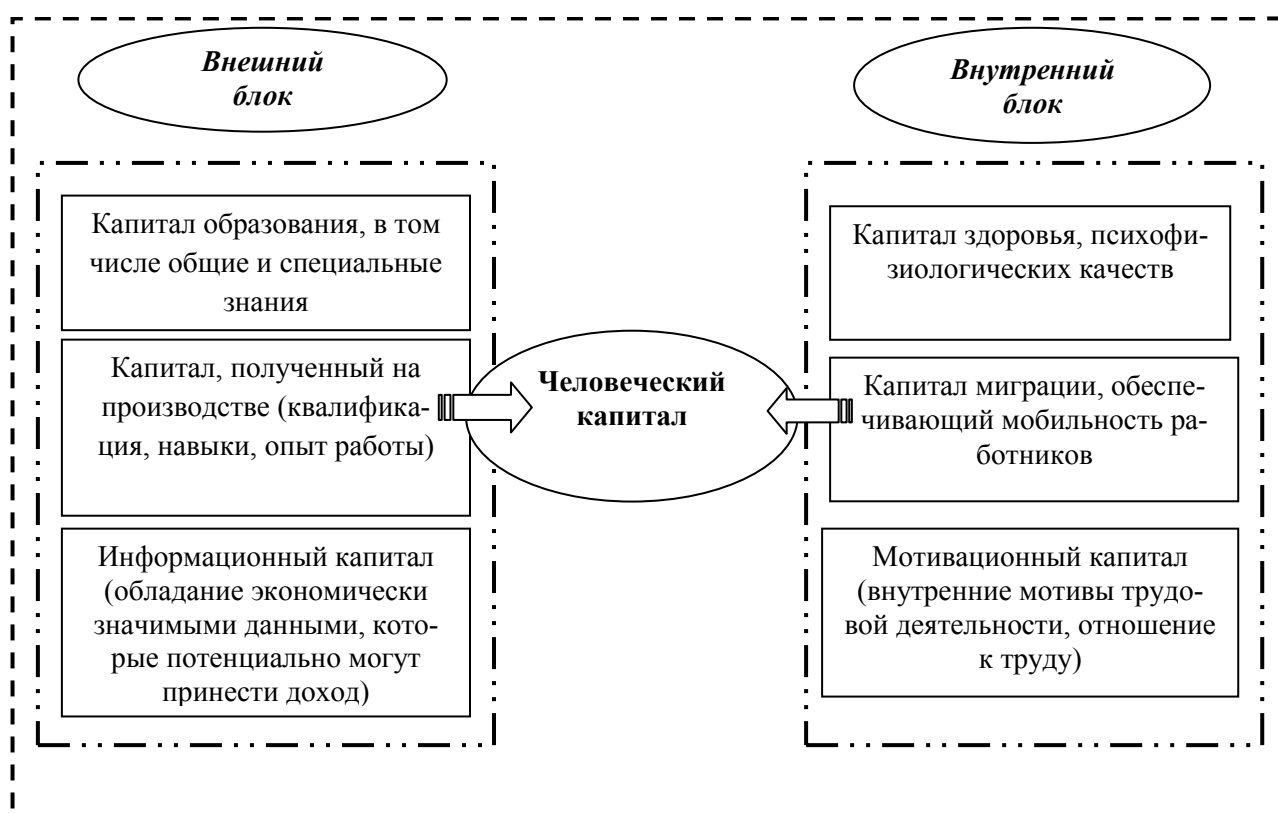 Внешний
блок
Внутренний
блок
Капитал образования, в том
числе общие и специальные
знания
Капитал, полученный на
производстве (квалифика-
ция, навыки, опыт работы)
Информационный капитал
(обладание экономически
значимыми данными, кото-
рые потенциально могут
принести доход)
Человеческий
капитал
Капитал здоровья, психофи-
зиологических качеств
Капитал миграции, обеспе-
чивающий мобильность ра-
ботников
Мотивационный капитал
(внутренние мотивы трудо-
вой деятельности, отношение
к труду)